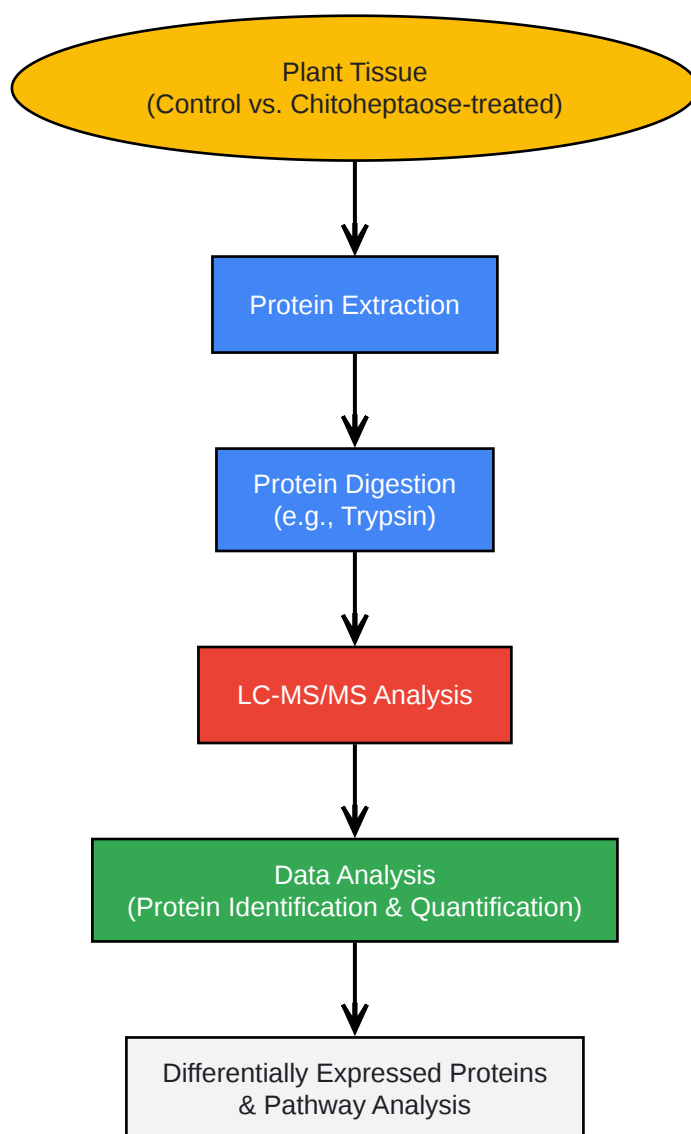 Plant Tissue
(Control vs. Chitoheptaose-treated)
Protein Extraction
Protein Digestion
(e.g., Trypsin)
LC-MS/MS Analysis
Data Analysis
(Protein Identification & Quantification)
Differentially Expressed Proteins
& Pathway Analysis